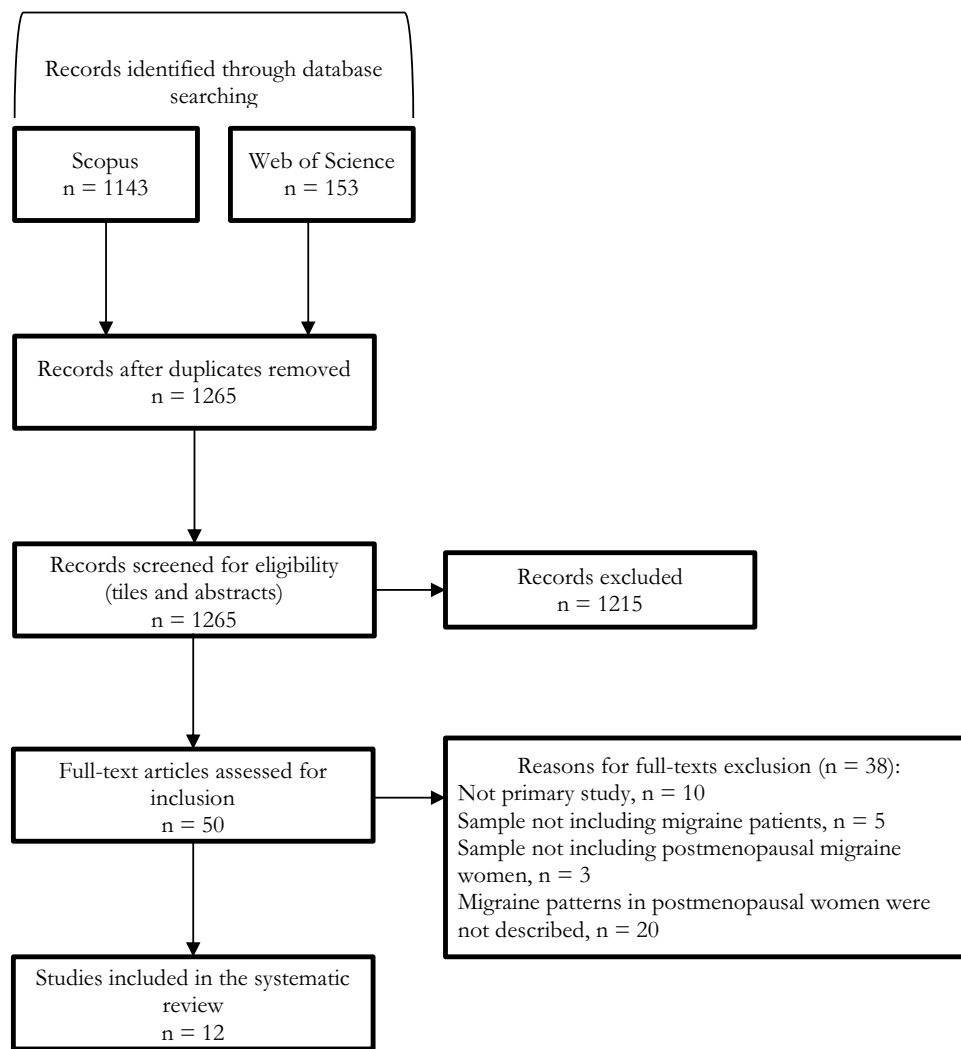 Records identified through database
searching
Scopus
n = 1143
Web of Science
n = 153
Records after duplicates removed
n = 1265
Records screened for eligibility
(tiles and abstracts)
n = 1265
Records excluded
n = 1215
Full-text articles assessed for
inclusion
n = 50
Reasons for full-texts exclusion (n = 38):
Not primary study, n = 10
Sample not including migraine patients, n = 5
Sample not including postmenopausal migraine
women, n = 3
Migraine patterns in postmenopausal women were
not described, n = 20
Studies included in the systematic
review
n = 12